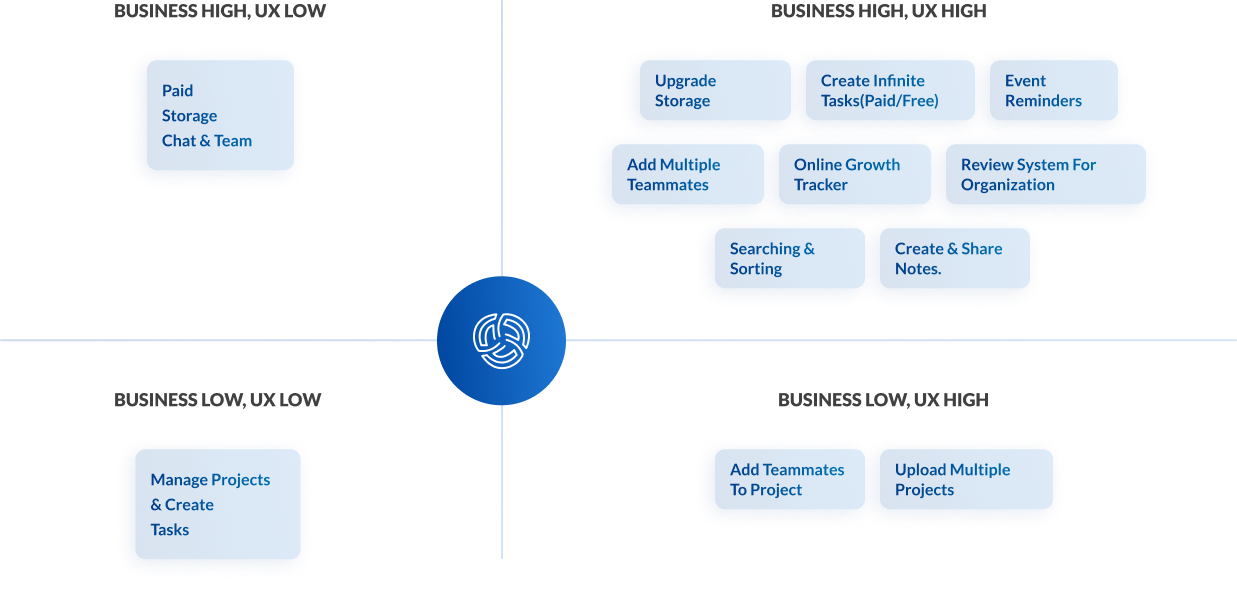 BUSINESS HIGH, UX LOW
Paid
Storage
Chat & Team
BUSINESS HIGH, UX HIGH
Upgrade
Storage
Create Infinite
Tasks(Paid/Free)
Event
Reminders
Add Multiple
Teammates
Online Growth
Tracker
Review System For
Organization
Searching &
Sorting
Create & Share
Notes.
BUSINESS LOW, UX LOW
Manage Projects
& Create
Tasks
BUSINESS LOW, UX HIGH
Add Teammates
To Project
Upload Multiple
Projects